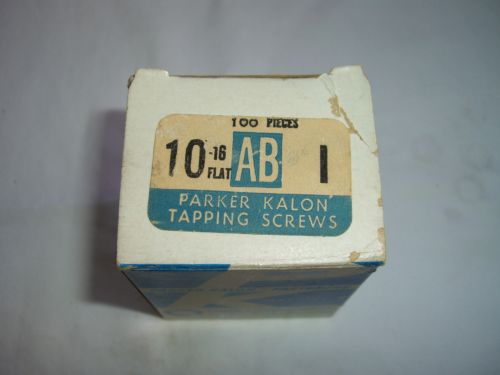 100 PIECES
10 -16 FLAT AB 1
PARKER KALON
TAPPING SCREWS